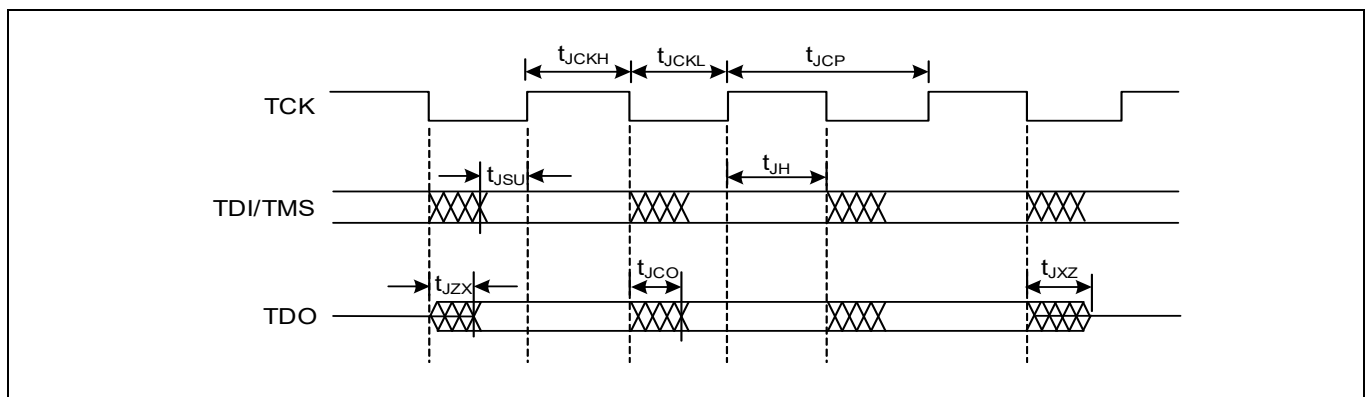 tJCKH tJCKL tJCP
TCK
tJSU tJH
TDI/TMS
tJZX tJCO tJXZ
TDO